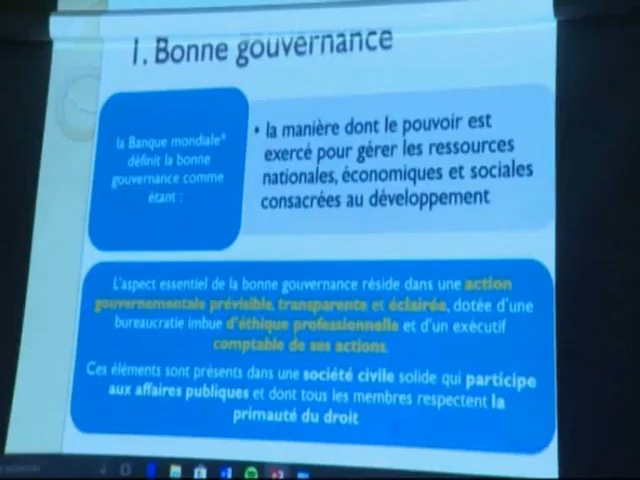 1. Bonne gouvernance
la Banque mondiale*
définit la bonne
gouvernance comme
étant :
• la manière dont le pouvoir est
exercé pour gérer les ressources
nationales, économiques et sociales
consacrées au développement
L'aspect essentiel de la bonne gouvernance réside dans une action
gouvernementale prévisible, transparente et éclairée, dotée d'une
bureaucratie imbue d'éthique professionnelle et d'un exécutif
comptable de ses actions.
Ces éléments sont présents dans une société civile solide qui participe
aux affaires publiques et dont tous les membres respectent la
primauté du droit